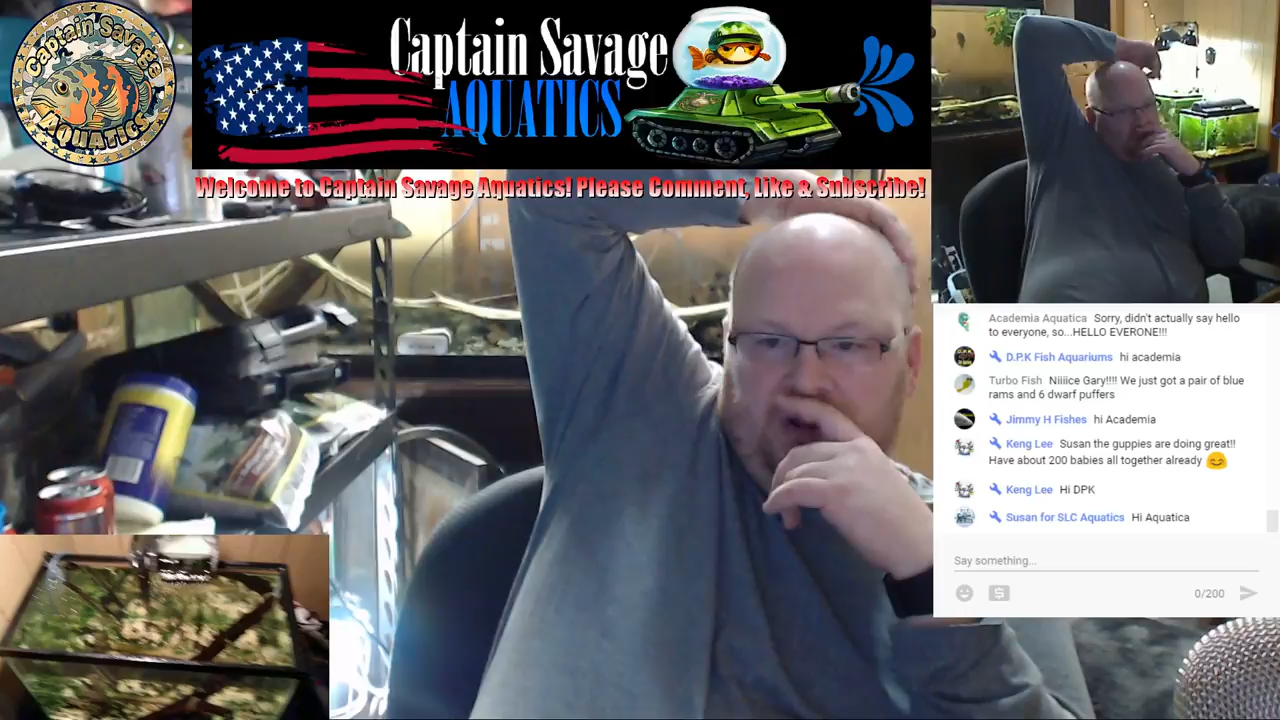 Captain Savage
AQUATICS
Captain Savage
AQUATICS
Welcome to Captain Savage Aquatics! Please Comment, Like & Subscribe!
Academia Aquatica Sorry, didn't actually say hello
to everyone, so...HELLO EVERONE!!!
D.P.K Fish Aquariums hi academia
Turbo Fish Niiiice Gary!!!! We just got a pair of blue
rams and 6 dwarf puffers
Jimmy H Fishes hi Academia
Keng Lee Susan the guppies are doing great!!
Have about 200 babies all together already
Keng Lee Hi DPK
Susan for SLC Aquatics Hi Aquatica
Say something...
0/200